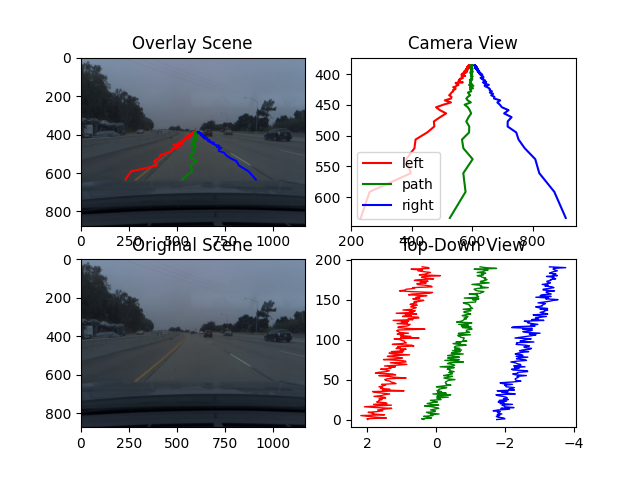 Overlay Scene
0
200
400
600
800
0 250 500 750 1000
Camera View
400
450
500
550
600
200 400 600 800
left
path
right
Original Scene
0
200
400
600
800
0 250 500 750 1000
Top-Down View
200
150
100
50
0
2 0 −2 −4